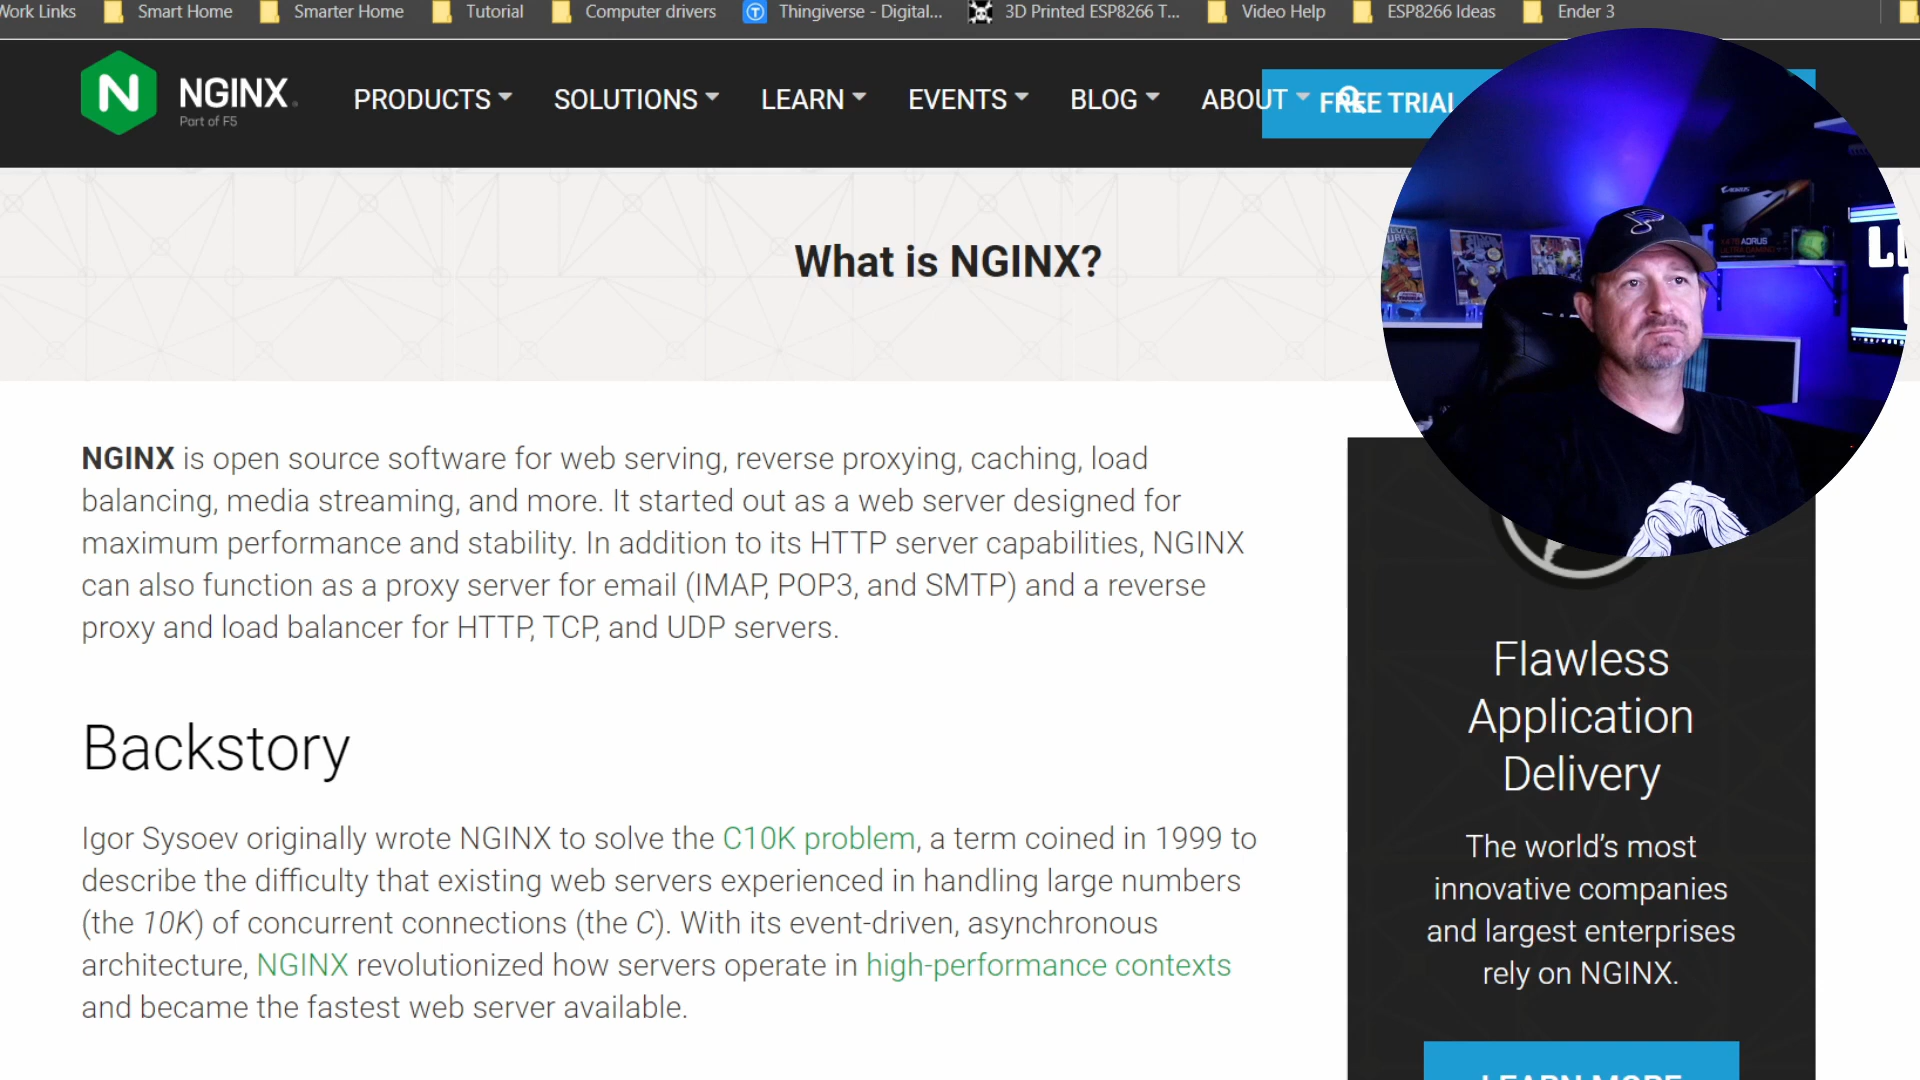 Work Links Smart Home Smarter Home Tutorial Computer drivers Thingiverse - Digital... 3D Printed ESP8266 T... Video Help ESP8266 Ideas Ender 3
NGINX
Part of F5
PRODUCTS SOLUTIONS LEARN EVENTS BLOG ABOUT FREE TRIAL
What is NGINX?
AORUS
NGINX is open source software for web serving, reverse proxying, caching, load
balancing, media streaming, and more. It started out as a web server designed for
maximum performance and stability. In addition to its HTTP server capabilities, NGINX
can also function as a proxy server for email (IMAP, POP3, and SMTP) and a reverse
proxy and load balancer for HTTP, TCP, and UDP servers.
Backstory
Igor Sysoev originally wrote NGINX to solve the C10K problem, a term coined in 1999 to
describe the difficulty that existing web servers experienced in handling large numbers
(the 10K) of concurrent connections (the C). With its event-driven, asynchronous
architecture, NGINX revolutionized how servers operate in high-performance contexts
and became the fastest web server available.
Flawless
Application
Delivery
The world's most
innovative companies
and largest enterprises
rely on NGINX.
LEARN MORE